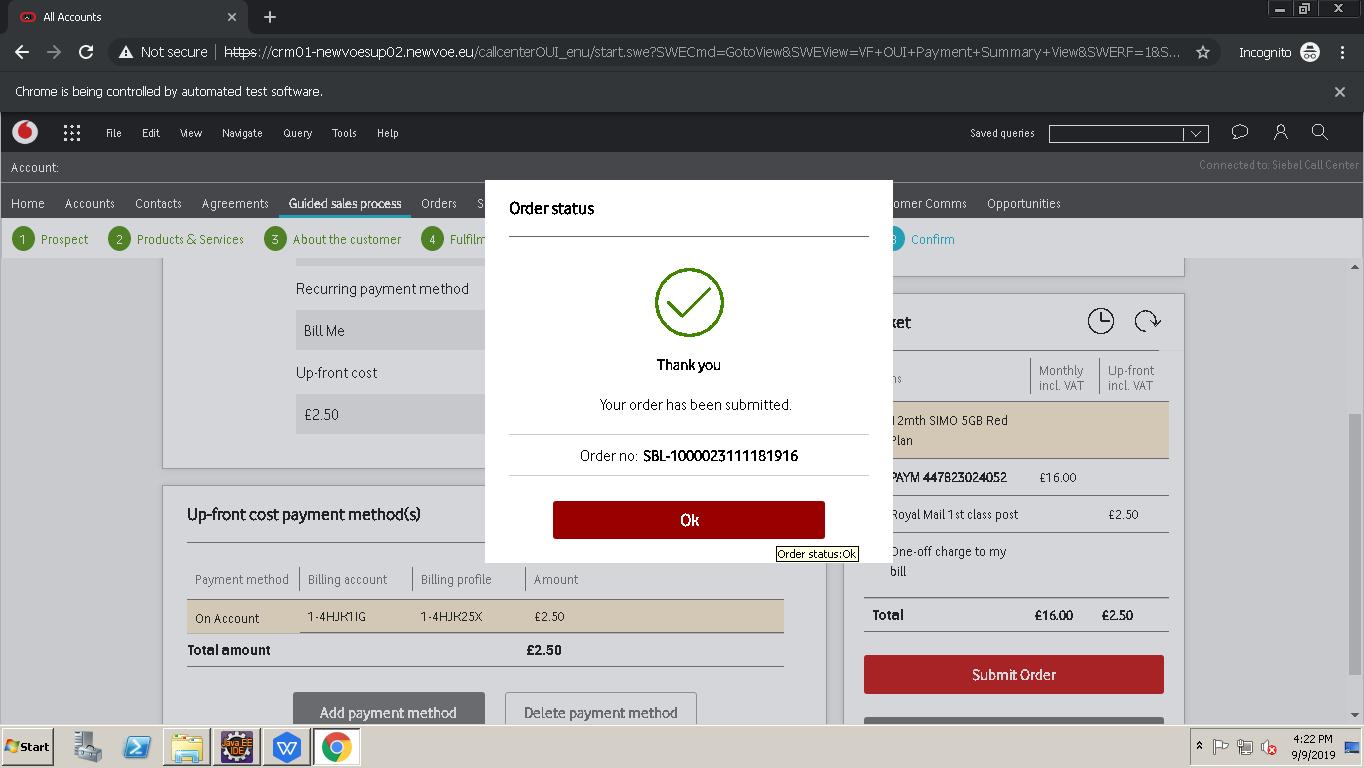 All Accounts
Not secure | https://crm01-newvoesup02.newvoe.eu/callcenterOUI_enu/start.swe?SWECmd=GotoView&SWEView=VF+OUI+Payment+Summary+View&SWERF=1&S...
Incognito
Chrome is being controlled by automated test software.
File Edit View Navigate Query Tools Help Saved queries
Account: Connected to: Siebel Call Center
Home Accounts Contacts Agreements Guided sales process Orders S omer Comms Opportunities
1 Prospect 2 Products & Services 3 About the customer 4 Fulfilm Confirm
Order status
Thank you
Your order has been submitted.
Order no: SBL-1000023111181916
Ok
Order status:Ok
Recurring payment method
Bill Me
Up-front cost
£2.50
Up-front cost payment method(s)
Payment method Billing account Billing profile Amount
On Account 1-4HJK1IG 1-4HJK25X £2.50
Total amount £2.50
Add payment method Delete payment method
ket
ns Monthly incl. VAT Up-front incl. VAT
12mth SIMO 5GB Red
Plan
PAYM 447823024052 £16.00
Royal Mail 1st class post £2.50
One-off charge to my
bill
Total £16.00 £2.50
Submit Order
Start
Java EE
IDE
W
4:22 PM
9/9/2019